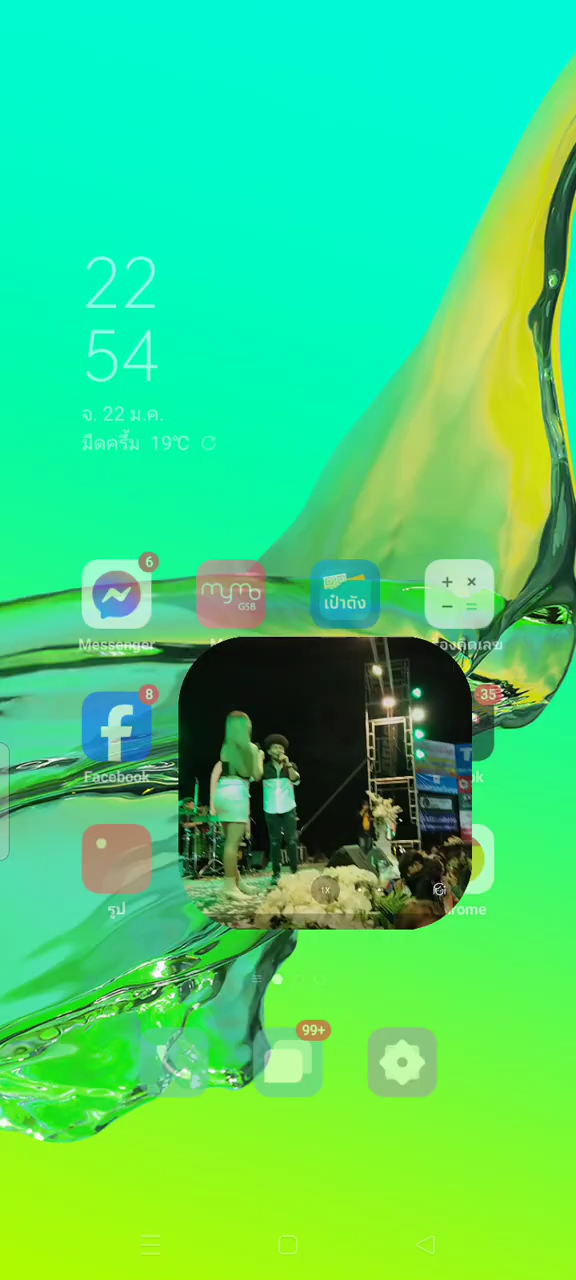 22
54
จ. 22 ม.ค.
มืดครึ้ม 19°C
6
mymo
GSB
เป๋าตัง
+ ×
− =
Messenger
8
35
Facebook
1X
รูป
99+